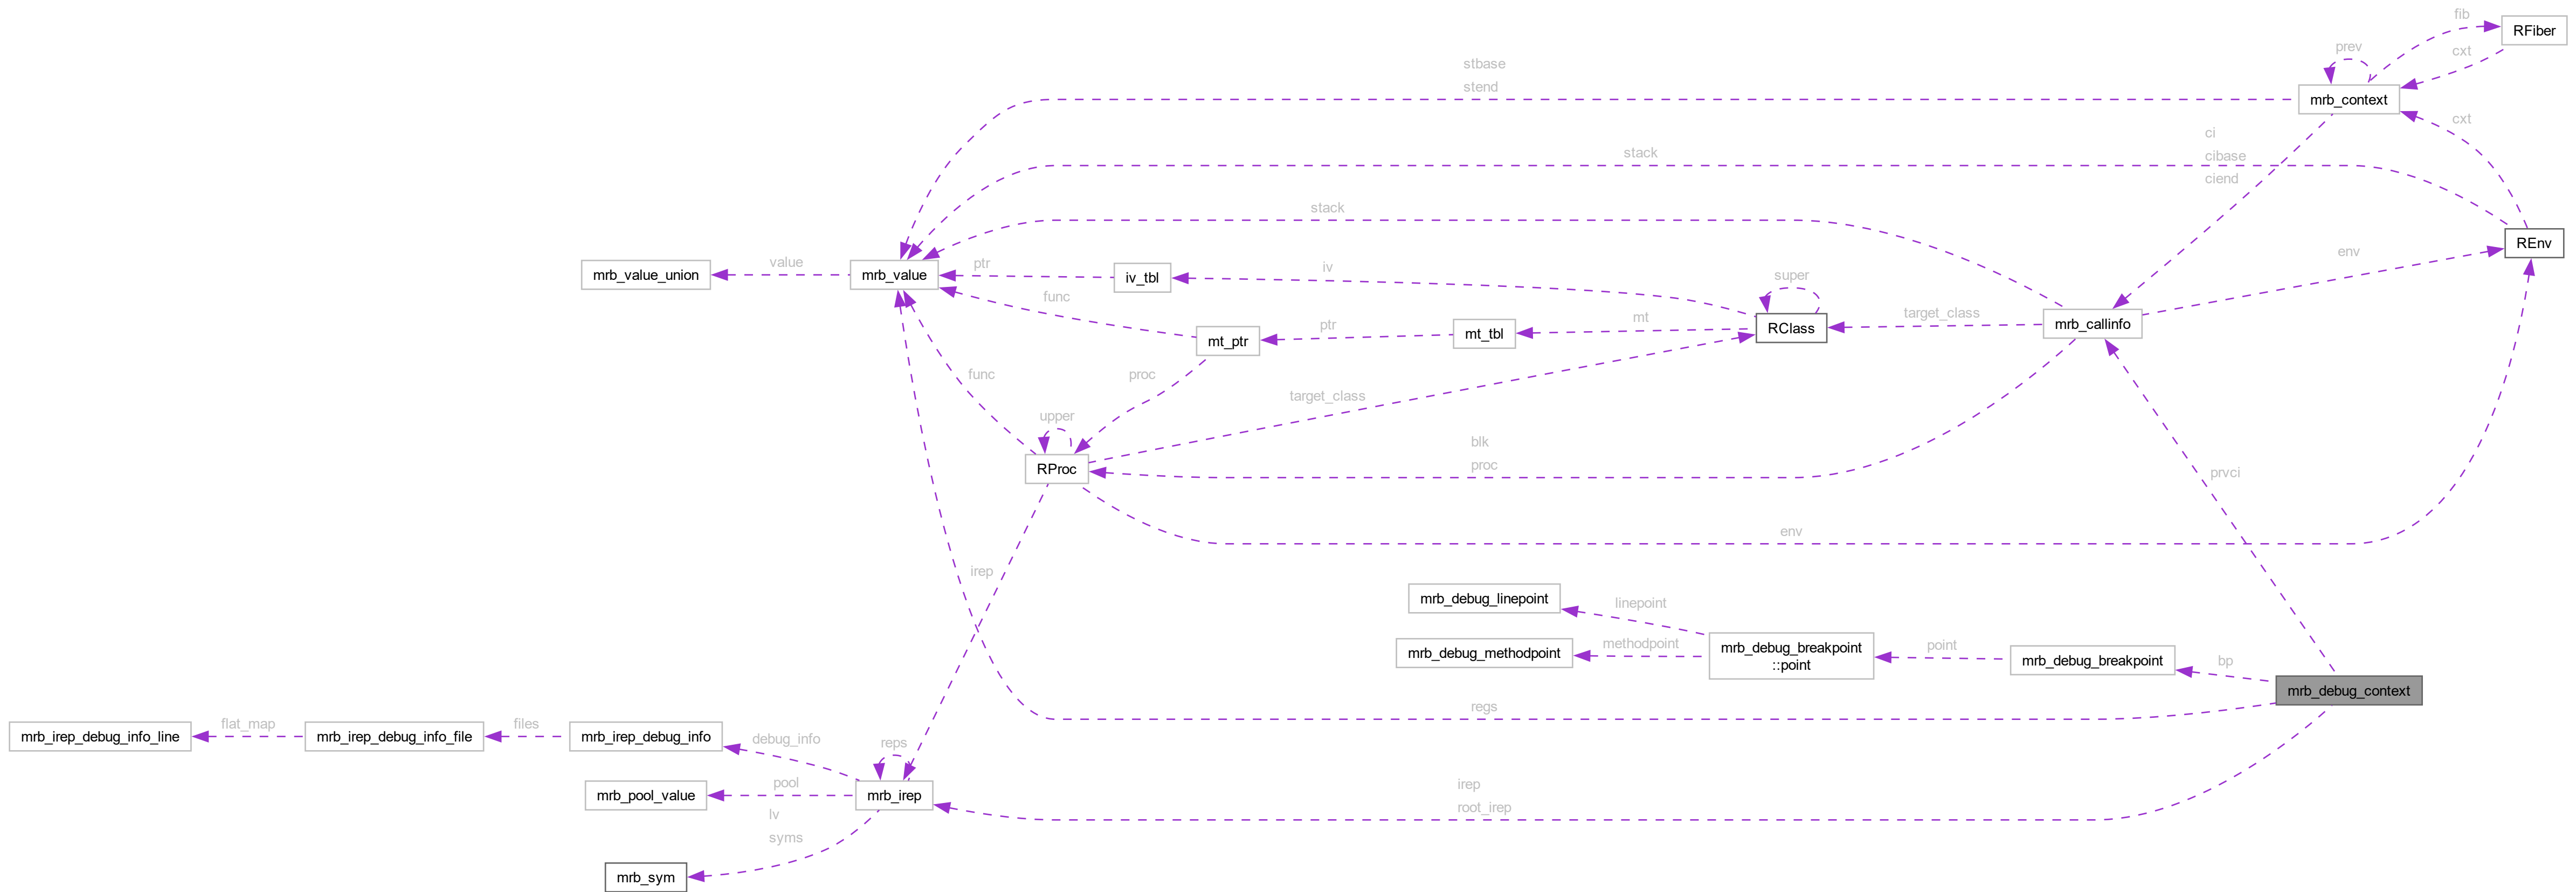 fib
RFiber
prev
cxt
stbase
stend
mrb_context
cxt
ci
stack
cibase
ciend
stack
REnv
env
value
ptr
iv
super
mrb_value_union
mrb_value
iv_tbl
func
target_class
ptr
mt
RClass
mrb_callinfo
mt_ptr
mt_tbl
func
proc
target_class
upper
blk
proc
RProc
prvci
env
irep
mrb_debug_linepoint
linepoint
methodpoint
mrb_debug_methodpoint
mrb_debug_breakpoint
::point
point
mrb_debug_breakpoint
bp
mrb_debug_context
regs
flat_map
files
mrb_irep_debug_info_line
mrb_irep_debug_info_file
mrb_irep_debug_info
debug_info
reps
pool
mrb_pool_value
mrb_irep
irep
root_irep
lv
syms
mrb_sym